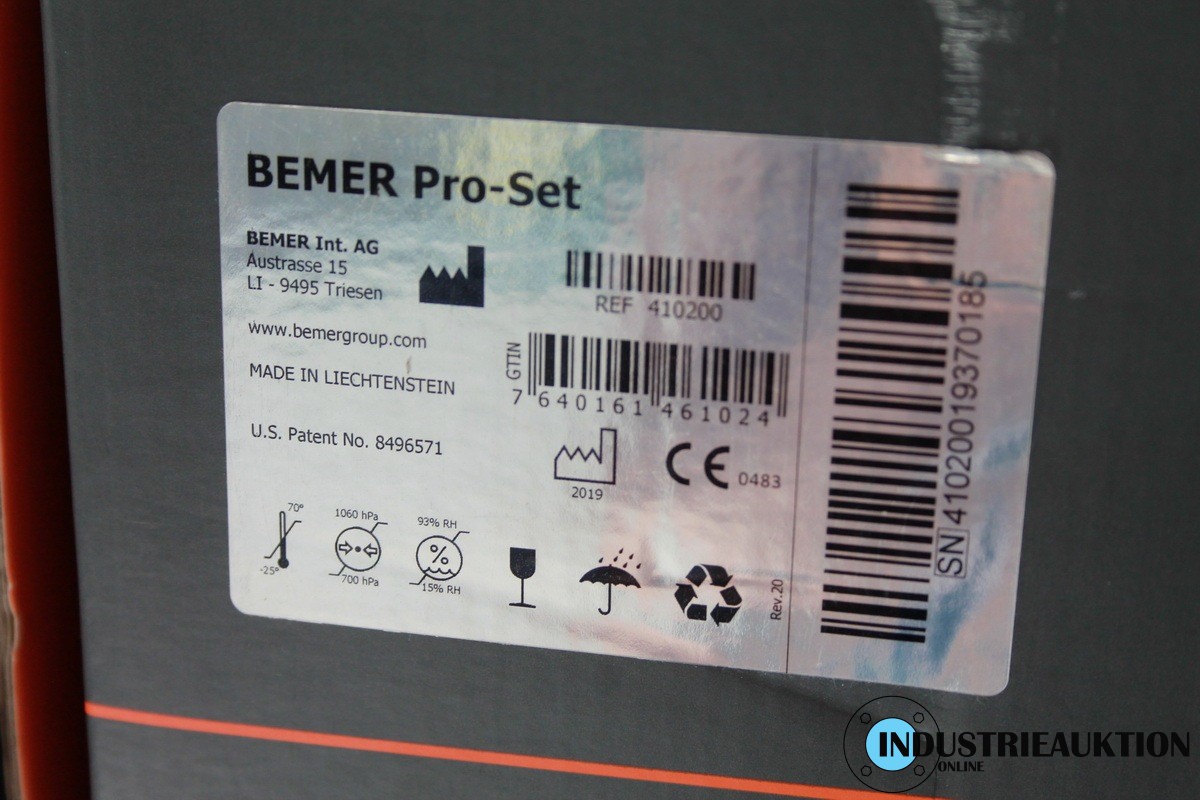 BEMER Pro-Set
BEMER Int. AG
Austrasse 15
LI - 9495 Triesen
www.bemergroup.com
MADE IN LIECHTENSTEIN
U.S. Patent No. 8496571
REF 410200
GTIN
7 640161 461024
2019
CE 0483
70°
-25°
1060 hPa
700 hPa
93% RH
%
15% RH
Rev.20
SN 41020019370185
INDUSTRIEAUKTION
ONLINE